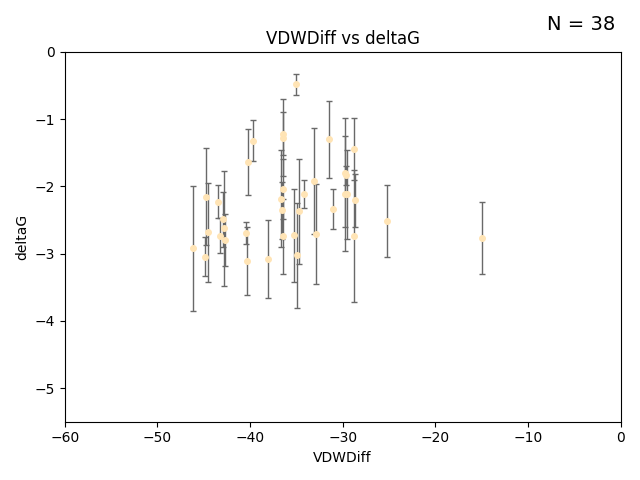 N = 38
VDWDiff vs deltaG
0
−1
−2
−3
−4
−5
deltaG
−60 −50 −40 −30 −20 −10 0
VDWDiff